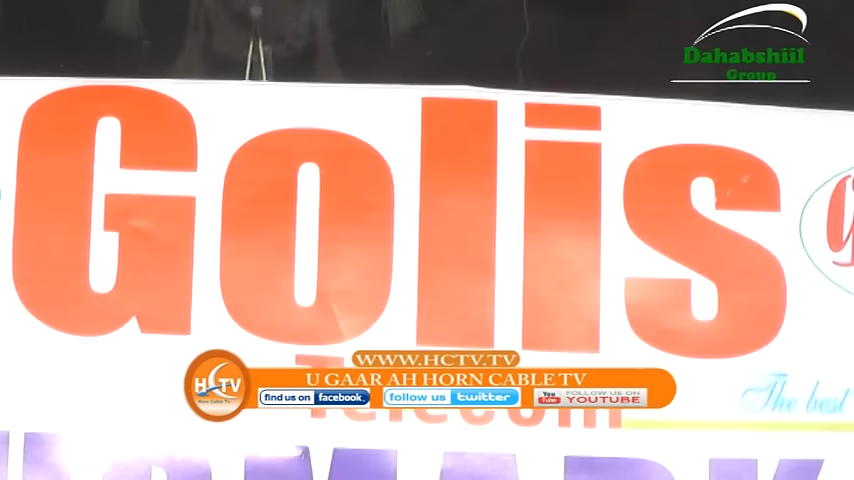 Dahabshiil
Group
Golis
Telecom
WWW.HCTV.TV
HCTV
Horn Cable Tv
U GAAR AH HORN CABLE TV
find us on facebook.
follow us twitter
You Tube FOLLOW US ON YOUTUBE
The best